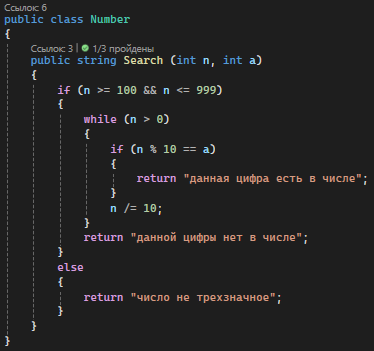 Ссылок: 6
public class Number
{
Ссылок: 3 | 1/3 пройдены
public string Search (int n, int a)
{
if (n >= 100 && n <= 999)
{
while (n > 0)
{
if (n % 10 == a)
{
return "данная цифра есть в числе";
}
n /= 10;
}
return "данной цифры нет в числе";
}
else
{
return "число не трехзначное";
}
}
}